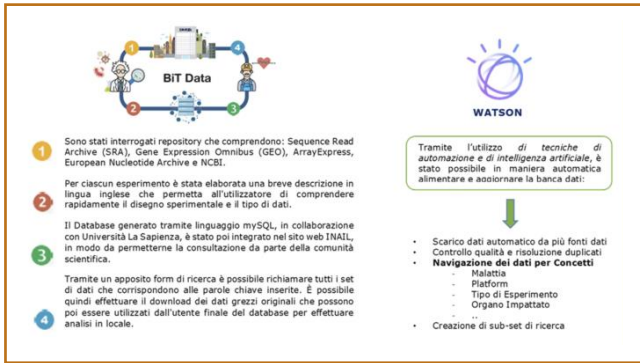 1
4
BiT Data
2
3
1
Sono stati interrogati repository che comprendono: Sequence Read
Archive (SRA), Gene Expression Omnibus (GEO), ArrayExpress,
European Nucleotide Archive e NCBI.
2
Per ciascun esperimento è stata elaborata una breve descrizione in
lingua inglese che permetta all'utilizzatore di comprendere
rapidamente il disegno sperimentale e il tipo di dati.
3
Il Database generato tramite linguaggio mySQL, in collaborazione
con Università La Sapienza, è stato poi integrato nel sito web INAIL,
in modo da permetterne la consultazione da parte della comunità
scientifica.
4
Tramite un apposito form di ricerca è possibile richiamare tutti i set
di dati che corrispondono alle parole chiave inserite. È possibile
quindi effettuare il download dei dati grezzi originali che possono
poi essere utilizzati dall'utente finale del database per effettuare
analisi in locale.
WATSON
Tramite l'utilizzo di tecniche di
automazione e di intelligenza artificiale, è
stato possibile in maniera automatica
alimentare e aggiornare la banca dati:
• Scarico dati automatico da più fonti dati
• Controllo qualità e risoluzione duplicati
• Navigazione dei dati per Concetti
- Malattia
- Platform
- Tipo di Esperimento
- Organo Impattato
- ..
• Creazione di sub-set di ricerca